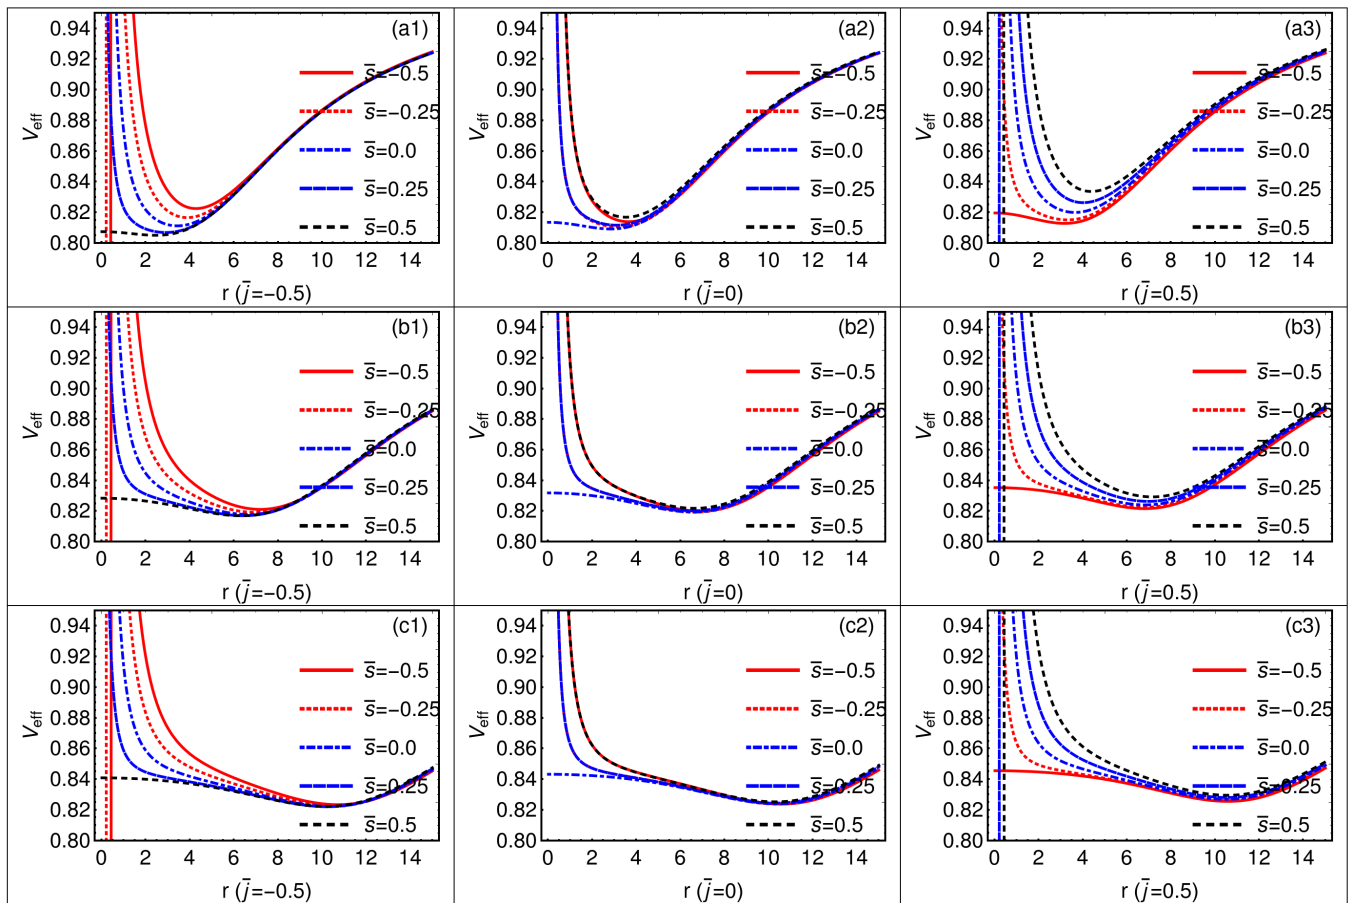 (a1)
0.94
0.92
0.90
0.88
0.86
0.84
0.82
0.80
V_eff
s̅=−0.5
s̅=−0.25
s̅=0.0
s̅=0.25
s̅=0.5
0 2 4 6 8 10 12 14
r (j̅=−0.5)
(a2)
0.94
0.92
0.90
0.88
0.86
0.84
0.82
0.80
V_eff
s̅=−0.5
s̅=−0.25
s̅=0.0
s̅=0.25
s̅=0.5
0 2 4 6 8 10 12 14
r (j̅=0)
(a3)
0.94
0.92
0.90
0.88
0.86
0.84
0.82
0.80
V_eff
s̅=−0.5
s̅=−0.25
s̅=0.0
s̅=0.25
s̅=0.5
0 2 4 6 8 10 12 14
r (j̅=0.5)
(b1)
0.94
0.92
0.90
0.88
0.86
0.84
0.82
0.80
V_eff
s̅=−0.5
s̅=−0.25
s̅=0.0
s̅=0.25
s̅=0.5
0 2 4 6 8 10 12 14
r (j̅=−0.5)
(b2)
0.94
0.92
0.90
0.88
0.86
0.84
0.82
0.80
V_eff
s̅=−0.5
s̅=−0.25
s̅=0.0
s̅=0.25
s̅=0.5
0 2 4 6 8 10 12 14
r (j̅=0)
(b3)
0.94
0.92
0.90
0.88
0.86
0.84
0.82
0.80
V_eff
s̅=−0.5
s̅=−0.25
s̅=0.0
s̅=0.25
s̅=0.5
0 2 4 6 8 10 12 14
r (j̅=0.5)
(c1)
0.94
0.92
0.90
0.88
0.86
0.84
0.82
0.80
V_eff
s̅=−0.5
s̅=−0.25
s̅=0.0
s̅=0.25
s̅=0.5
0 2 4 6 8 10 12 14
r (j̅=−0.5)
(c2)
0.94
0.92
0.90
0.88
0.86
0.84
0.82
0.80
V_eff
s̅=−0.5
s̅=−0.25
s̅=0.0
s̅=0.25
s̅=0.5
0 2 4 6 8 10 12 14
r (j̅=0)
(c3)
0.94
0.92
0.90
0.88
0.86
0.84
0.82
0.80
V_eff
s̅=−0.5
s̅=−0.25
s̅=0.0
s̅=0.25
s̅=0.5
0 2 4 6 8 10 12 14
r (j̅=0.5)